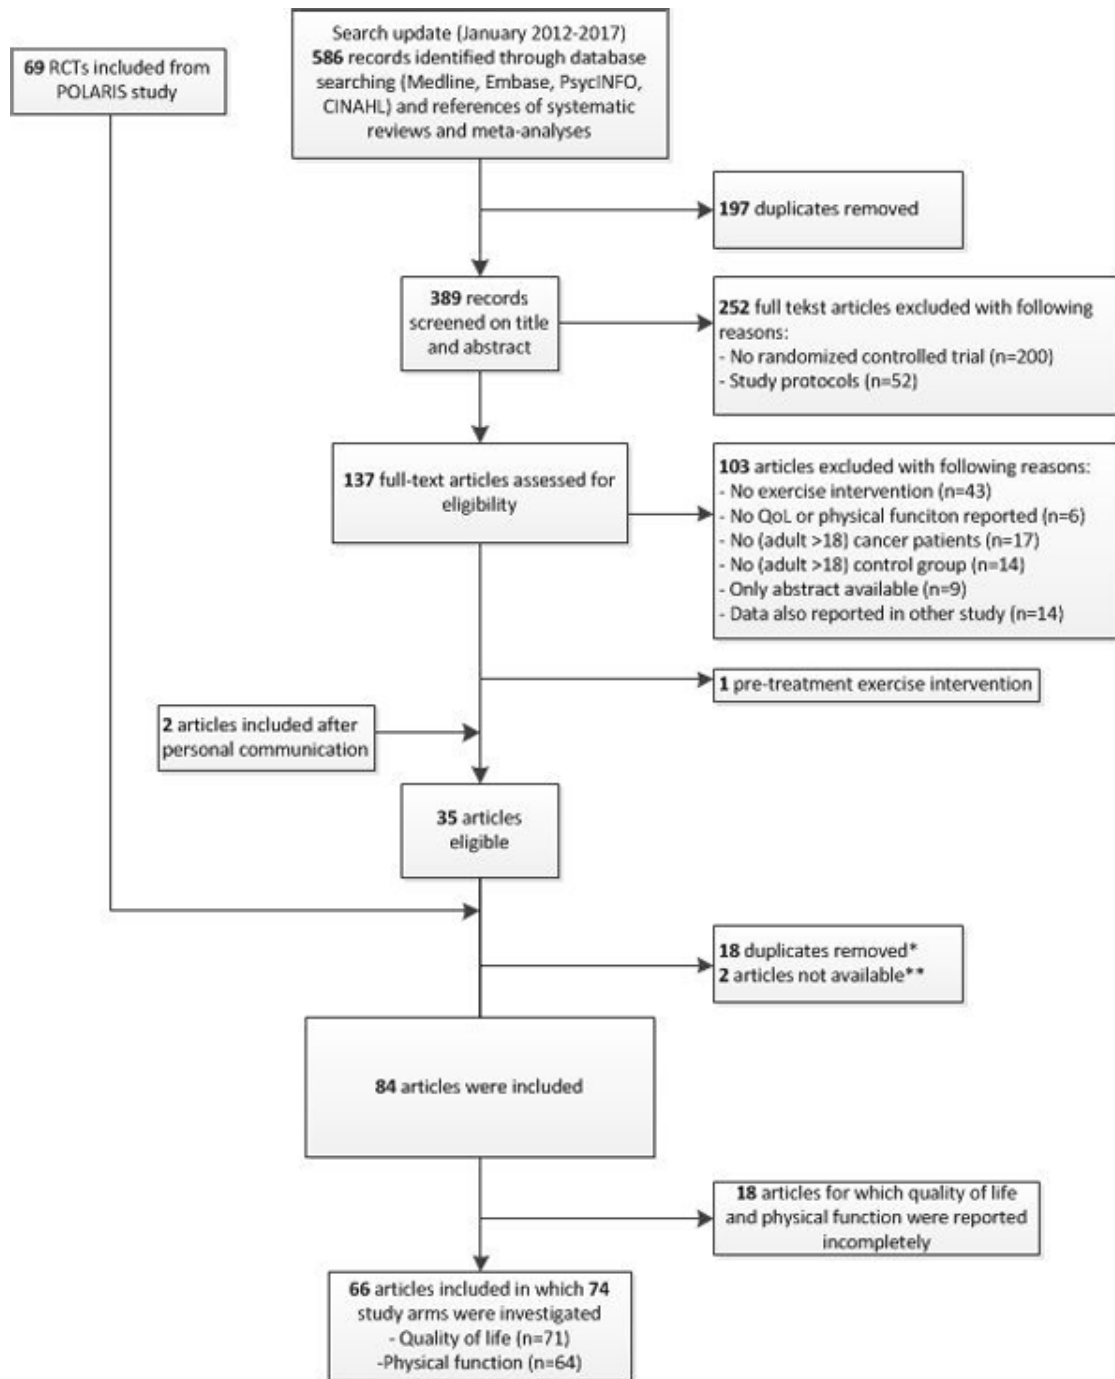 69 RCTs included from
POLARIS study
Search update (January 2012-2017)
586 records identified through database
searching (Medline, Embase, PsycINFO,
CINAHL) and references of systematic
reviews and meta-analyses
197 duplicates removed
389 records
screened on title
and abstract
252 full tekst articles excluded with following
reasons:
- No randomized controlled trial (n=200)
- Study protocols (n=52)
137 full-text articles assessed for
eligibility
103 articles excluded with following reasons:
- No exercise intervention (n=43)
- No QoL or physical funciton reported (n=6)
- No (adult >18) cancer patients (n=17)
- No (adult >18) control group (n=14)
- Only abstract available (n=9)
- Data also reported in other study (n=14)
1 pre-treatment exercise intervention
2 articles included after
personal communication
35 articles
eligible
18 duplicates removed*
2 articles not available**
84 articles were included
18 articles for which quality of life
and physical function were reported
incompletely
66 articles included in which 74
study arms were investigated
- Quality of life (n=71)
-Physical function (n=64)